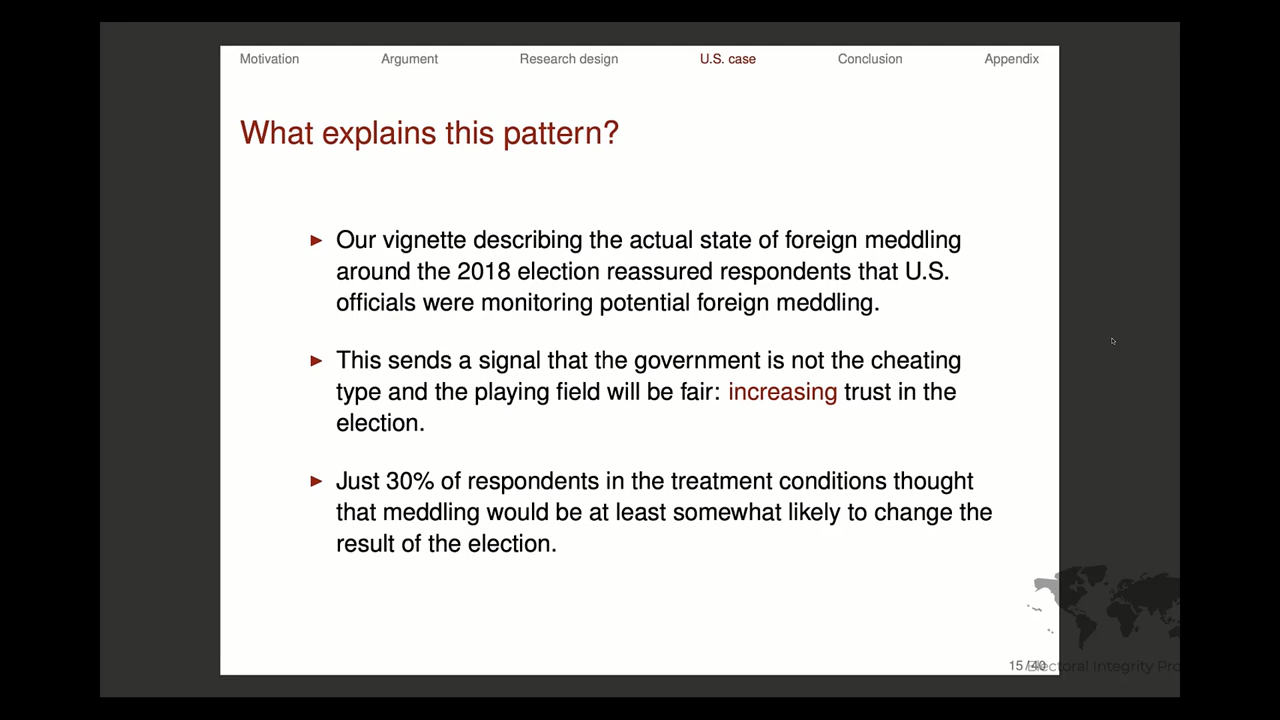 Motivation Argument Research design U.S. case Conclusion Appendix
What explains this pattern?
Our vignette describing the actual state of foreign meddling
around the 2018 election reassured respondents that U.S.
officials were monitoring potential foreign meddling.
This sends a signal that the government is not the cheating
type and the playing field will be fair: increasing trust in the
election.
Just 30% of respondents in the treatment conditions thought
that meddling would be at least somewhat likely to change the
result of the election.
15/40
Electoral Integrity Pro